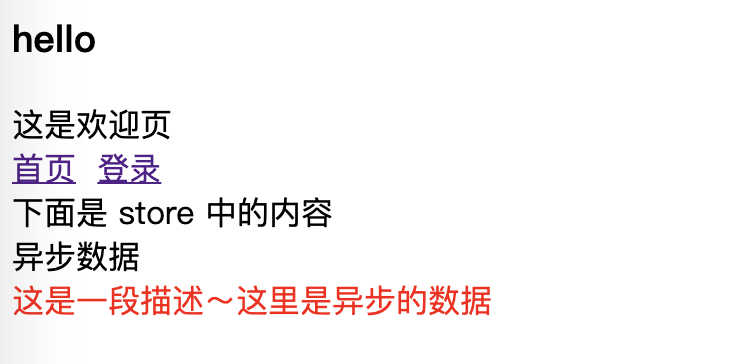 hello
这是欢迎页
首页 登录
下面是 store 中的内容
异步数据
这是一段描述～这里是异步的数据